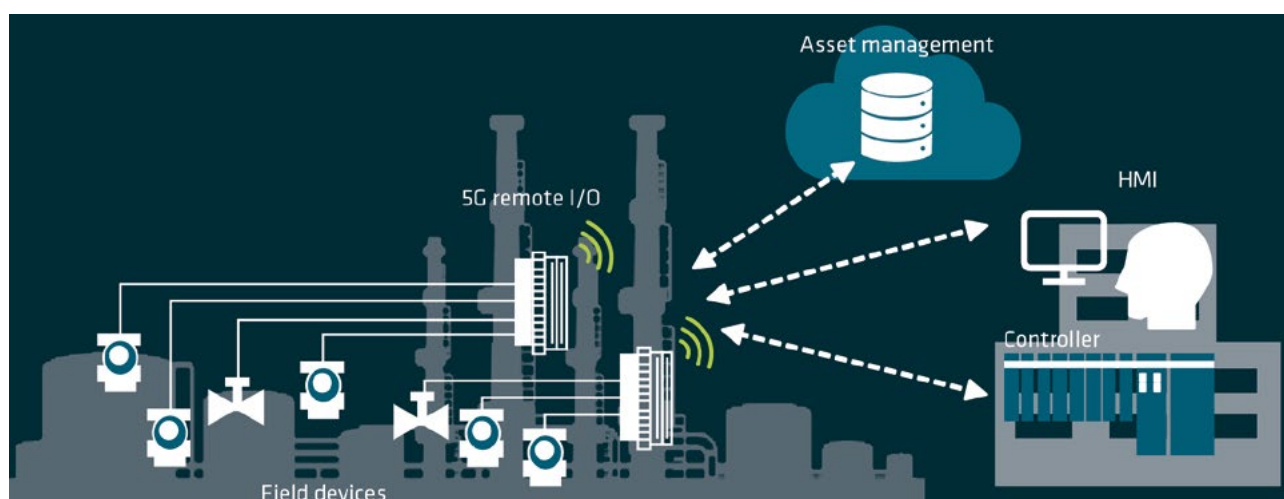 Asset management
HMI
5G remote I/O
Controller
Field devices